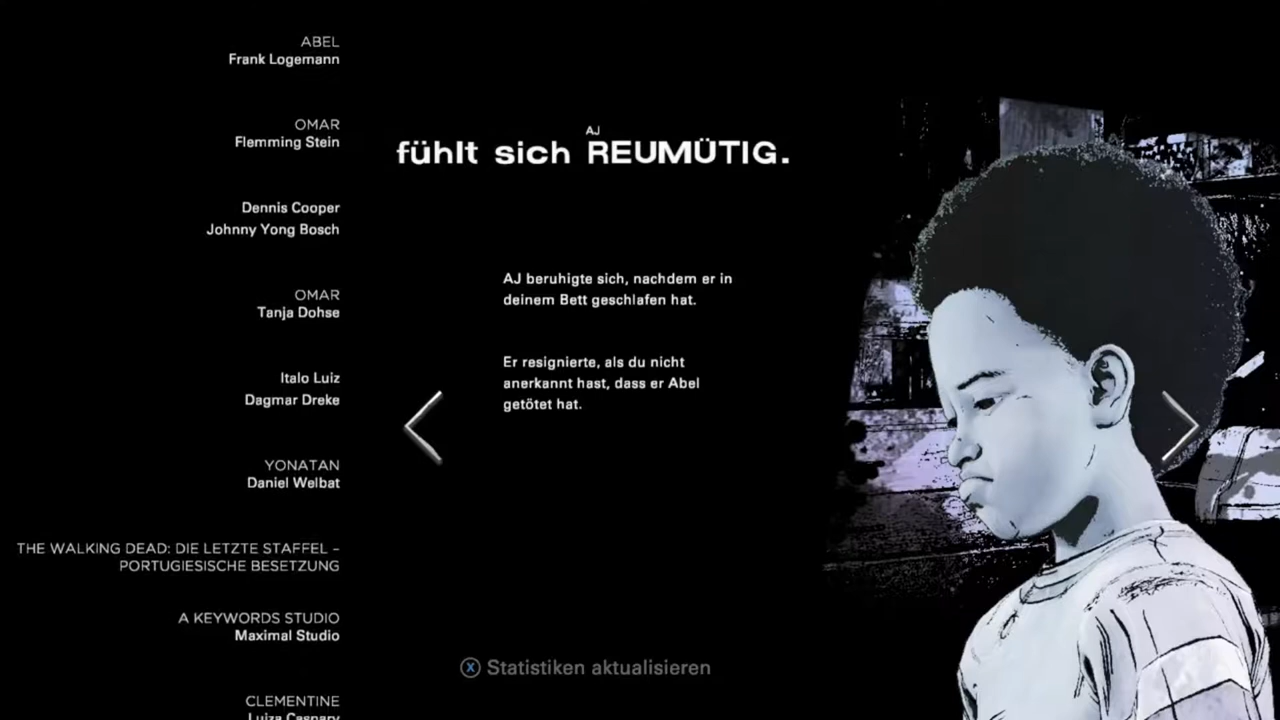 ABEL
Frank Logemann
OMAR
Flemming Stein
Dennis Cooper
Johnny Yong Bosch
OMAR
Tanja Dohse
Italo Luiz
Dagmar Dreke
YONATAN
Daniel Welbat
THE WALKING DEAD: DIE LETZTE STAFFEL –
PORTUGIESISCHE BESETZUNG
A KEYWORDS STUDIO
Maximal Studio
CLEMENTINE
Luiza Caspary
AJ
fühlt sich REUMÜTIG.
AJ beruhigte sich, nachdem er in
deinem Bett geschlafen hat.
Er resignierte, als du nicht
anerkannt hast, dass er Abel
getötet hat.
X Statistiken aktualisieren